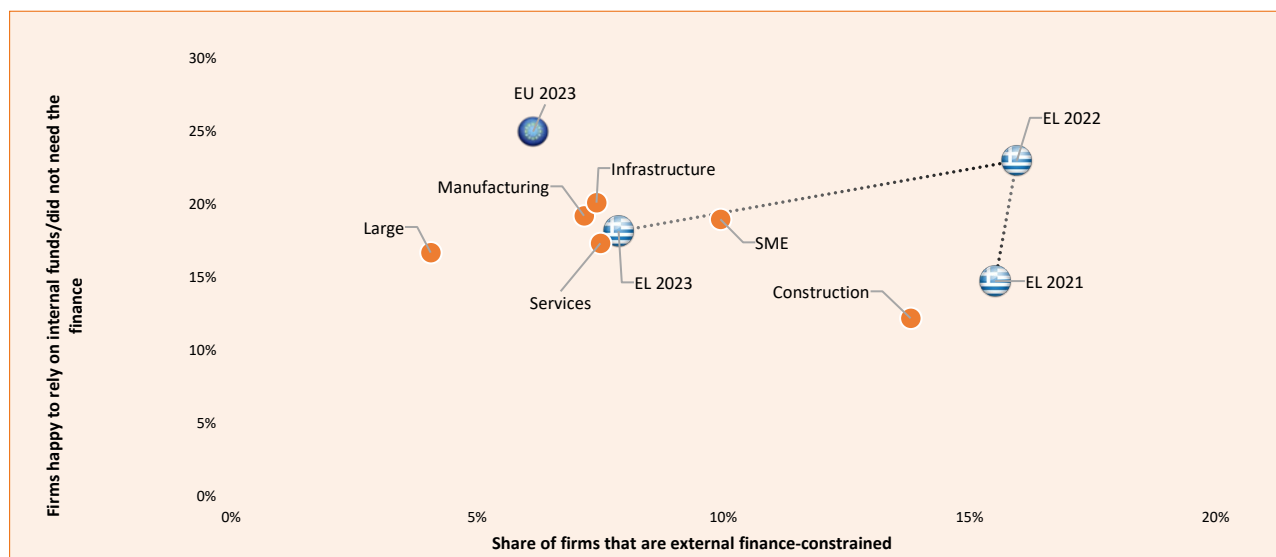 Firms happy to rely on internal funds/did not need the
finance
30%
25%
20%
15%
10%
5%
0%
EU 2023
EL 2022
Infrastructure
Manufacturing
Large
SME
EL 2023
EL 2021
Services
Construction
0%
5%
10%
15%
20%
Share of firms that are external finance-constrained